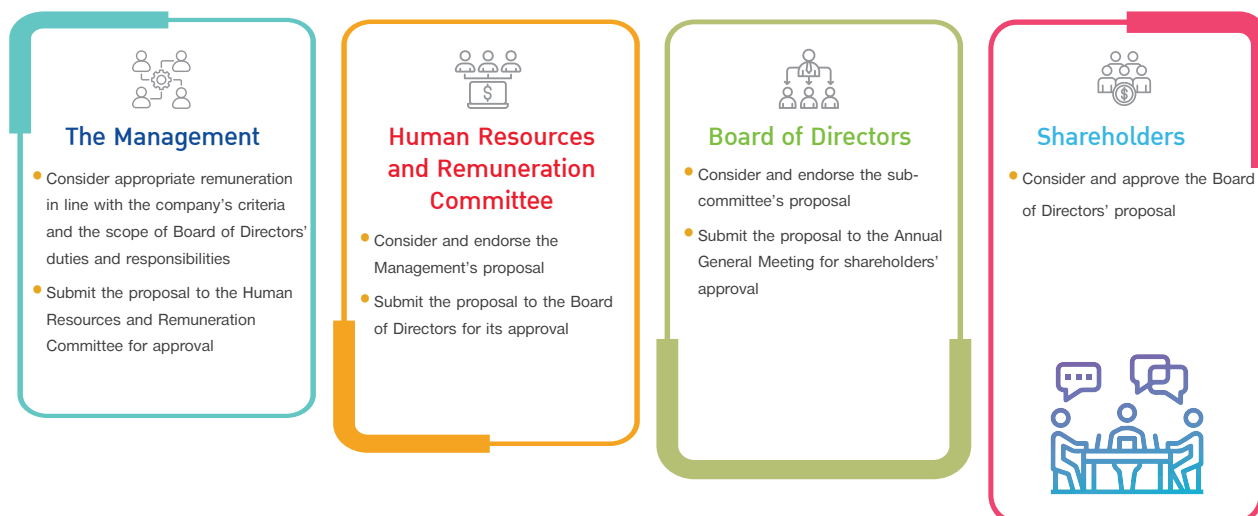 The Management
• Consider appropriate remuneration
in line with the company's criteria
and the scope of Board of Directors'
duties and responsibilities
• Submit the proposal to the Human
Resources and Remuneration
Committee for approval
Human Resources
and Remuneration
Committee
• Consider and endorse the
Management's proposal
• Submit the proposal to the Board
of Directors for its approval
Board of Directors
• Consider and endorse the sub-
committee's proposal
• Submit the proposal to the Annual
General Meeting for shareholders'
approval
Shareholders
• Consider and approve the Board
of Directors' proposal